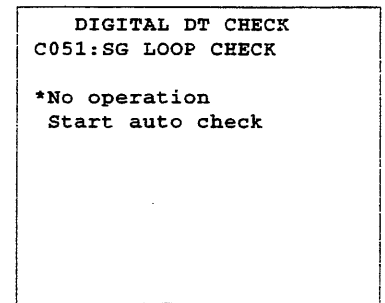 DIGITAL DT CHECK
C051:SG LOOP CHECK
*No operation
Start auto check